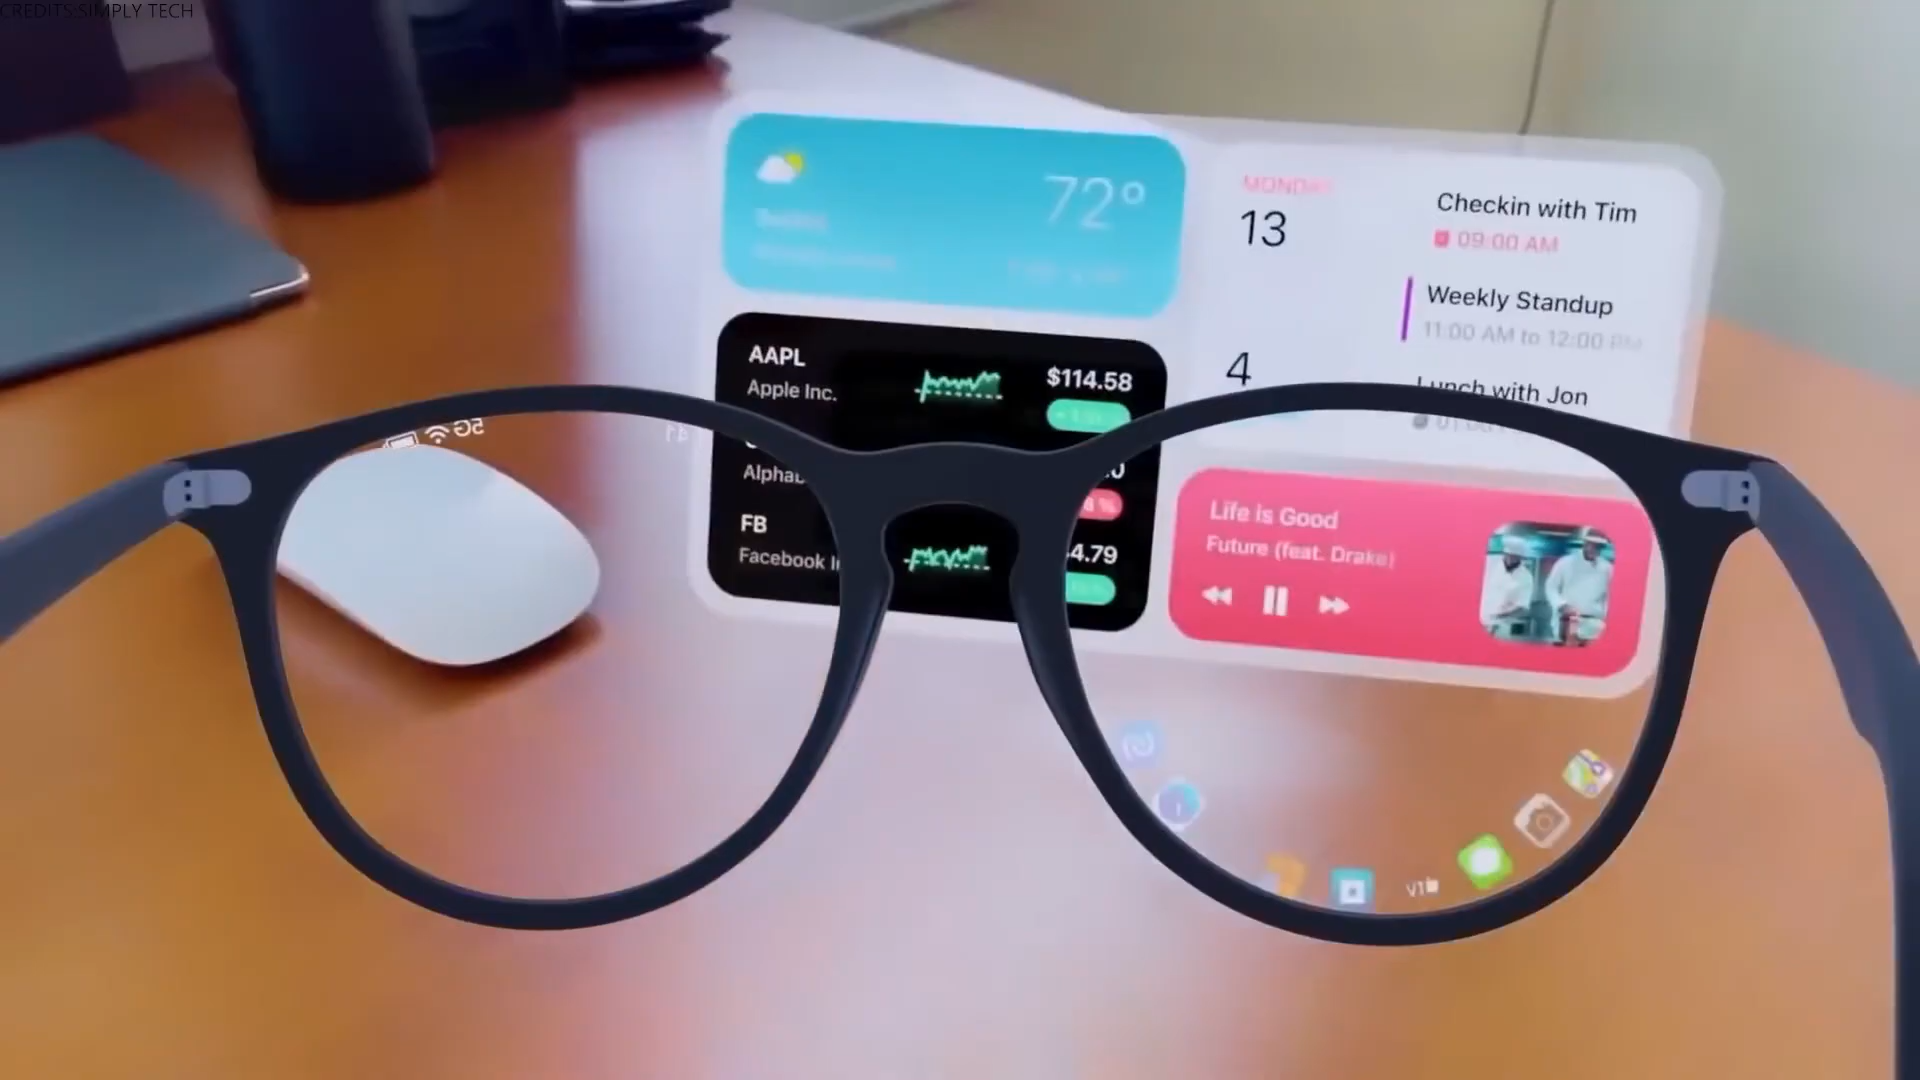 CREDITS:SIMPLY TECH
72°
MONDAY
13
Checkin with Tim
09:00 AM
Weekly Standup
11:00 AM to 12:00 PM
4
Lunch with Jon
AAPL
$114.58
Apple Inc.
5G
41
Alphab
FB
4.79
Facebook I
Life is Good
Future (feat. Drake)